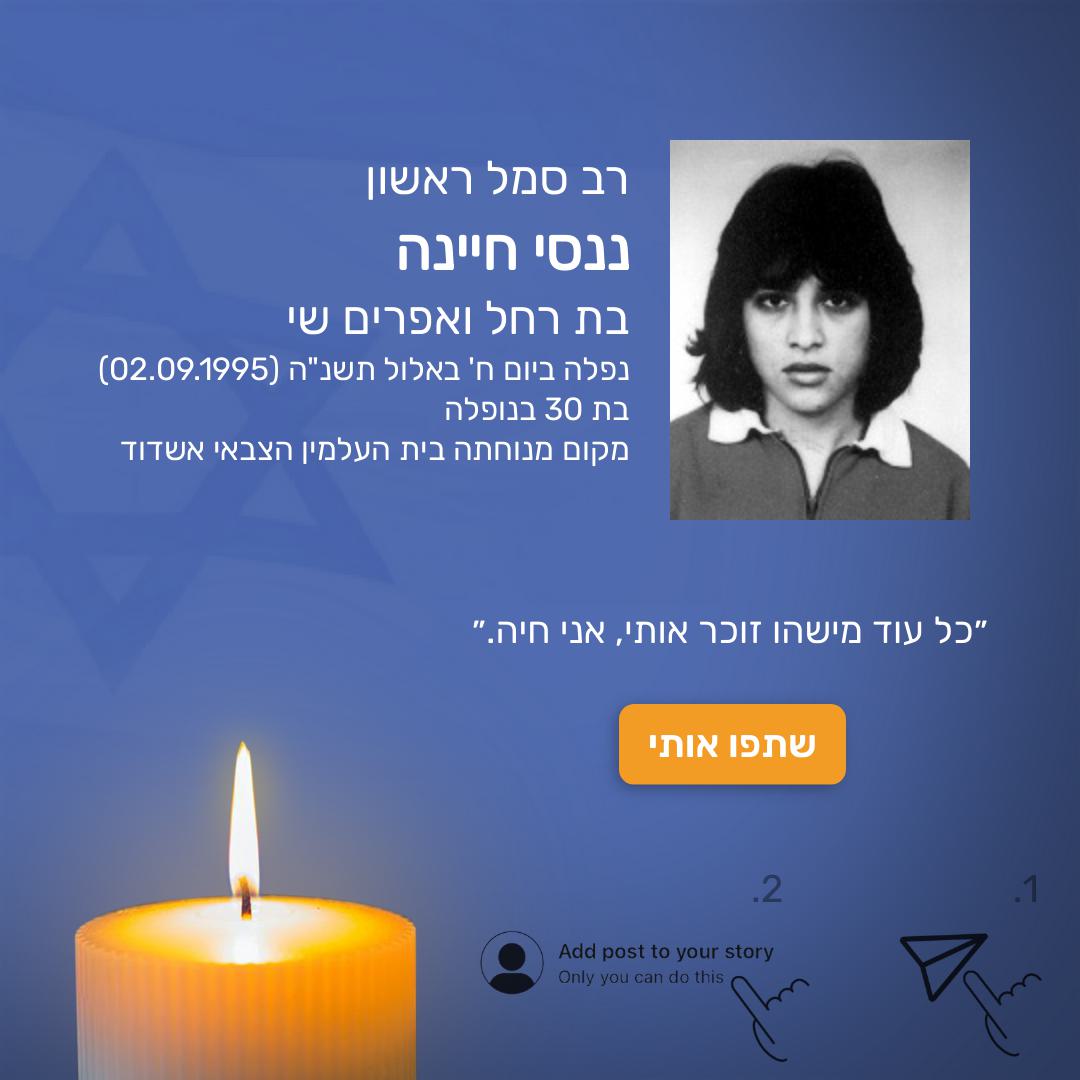 רב סמל ראשון
ננסי חיינה
בת רחל ואפרים שי
נפלה ביום ח' באלול תשנ"ה (02.09.1995)
בת 30 בנופלה
מקום מנוחתה בית העלמין הצבאי אשדוד
״כל עוד מישהו זוכר אותי, אני חיה.״
שתפו אותי
1.
2.
Add post to your story
Only you can do this